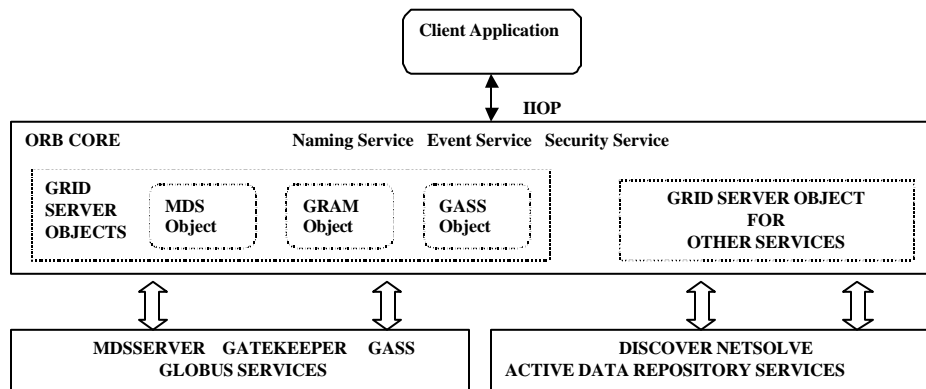 Client Application
IIOP
ORB CORE
Naming Service Event Service Security Service
GRID
SERVER
OBJECTS
MDS
Object
GRAM
Object
GASS
Object
GRID SERVER OBJECT
FOR
OTHER SERVICES
MDSSERVER GATEKEEPER GASS
GLOBUS SERVICES
DISCOVER NETSOLVE
ACTIVE DATA REPOSITORY SERVICES